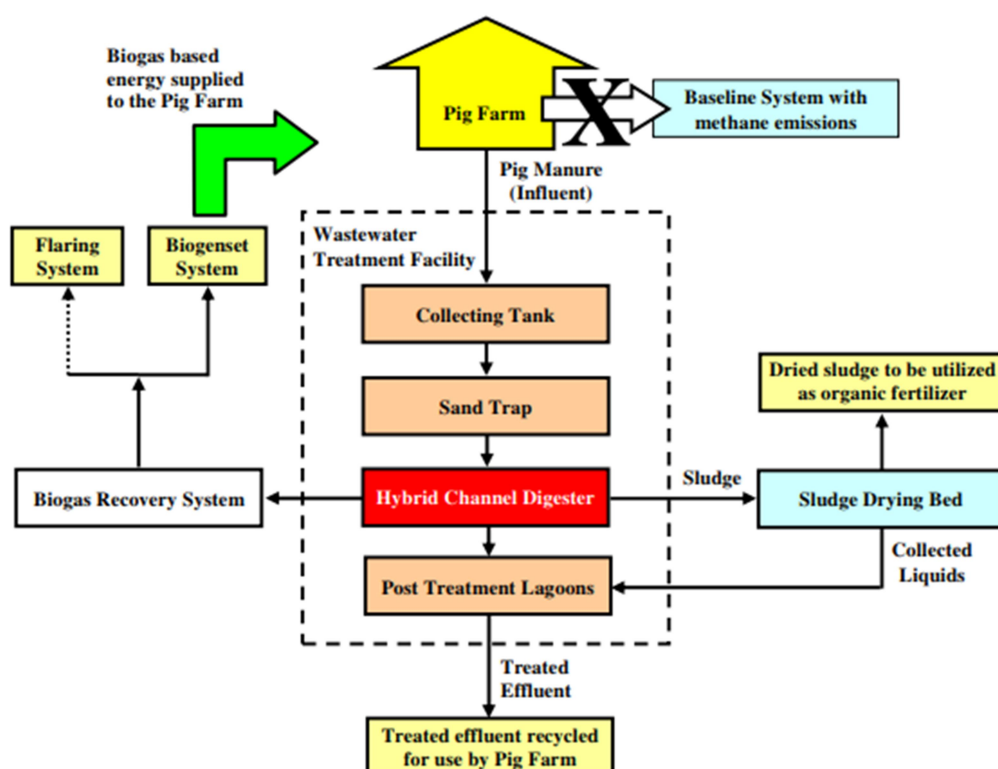 Biogas based
energy supplied
to the Pig Farm
Pig Farm
X
Baseline System with
methane emissions
Pig Manure
(Influent)
Wastewater
Treatment Facility
Flaring
System
Biogenset
System
Collecting Tank
Sand Trap
Dried sludge to be utilized
as organic fertilizer
Biogas Recovery System
Hybrid Channel Digester
Sludge
Sludge Drying Bed
Collected
Liquids
Post Treatment Lagoons
Treated
Effluent
Treated effluent recycled
for use by Pig Farm